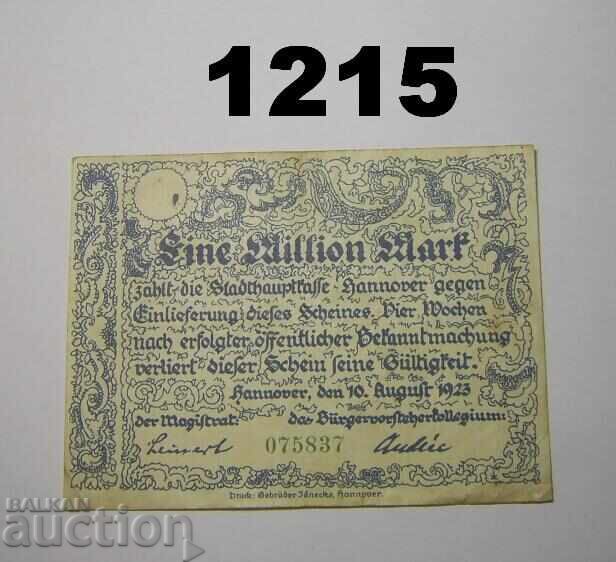 1215
Eine Million Mark
zahlt die Stadthauptkasse Hannover gegen
Einlieferung dieses Scheines. Vier Wochen
nach erfolgter öffentlicher Bekanntmachung
verliert dieser Schein seine Gültigkeit.
Hannover, den 10. August 1923
der Magistrat: das Bürgervorsteherkollegium:
Leinert 075837
Druck: Gebrüder Jänecke, Hannover.
BALKAN
auction